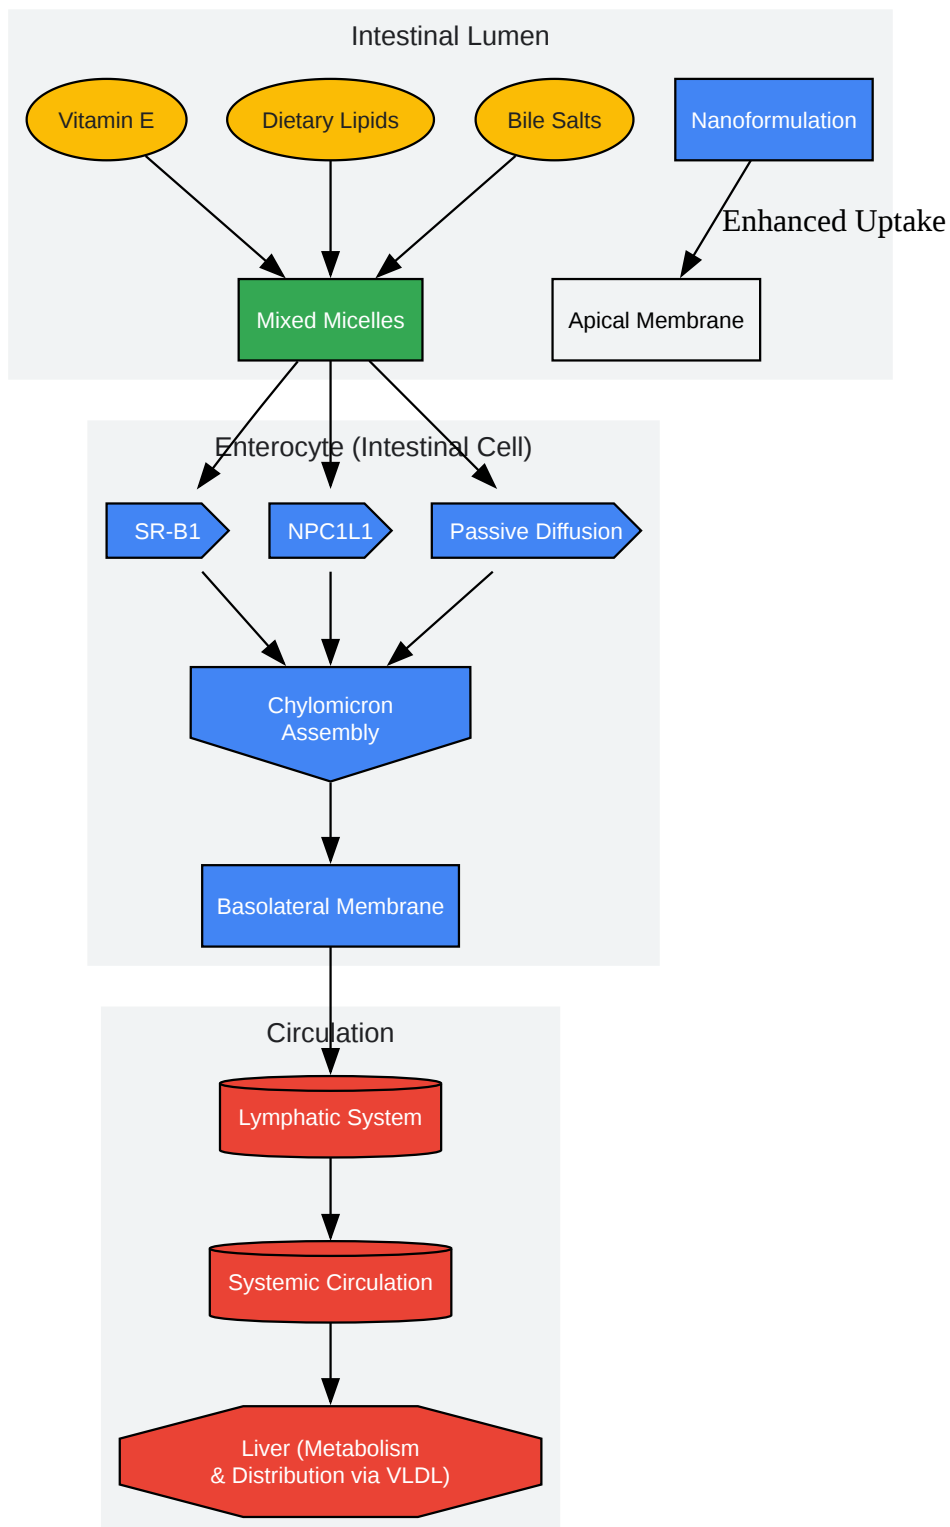 Intestinal Lumen
Vitamin E
Dietary Lipids
Bile Salts
Nanoformulation
Enhanced Uptake
Mixed Micelles
Apical Membrane
Enterocyte (Intestinal Cell)
SR-B1
NPC1L1
Passive Diffusion
Chylomicron
Assembly
Basolateral Membrane
Circulation
Lymphatic System
Systemic Circulation
Liver (Metabolism
& Distribution via VLDL)